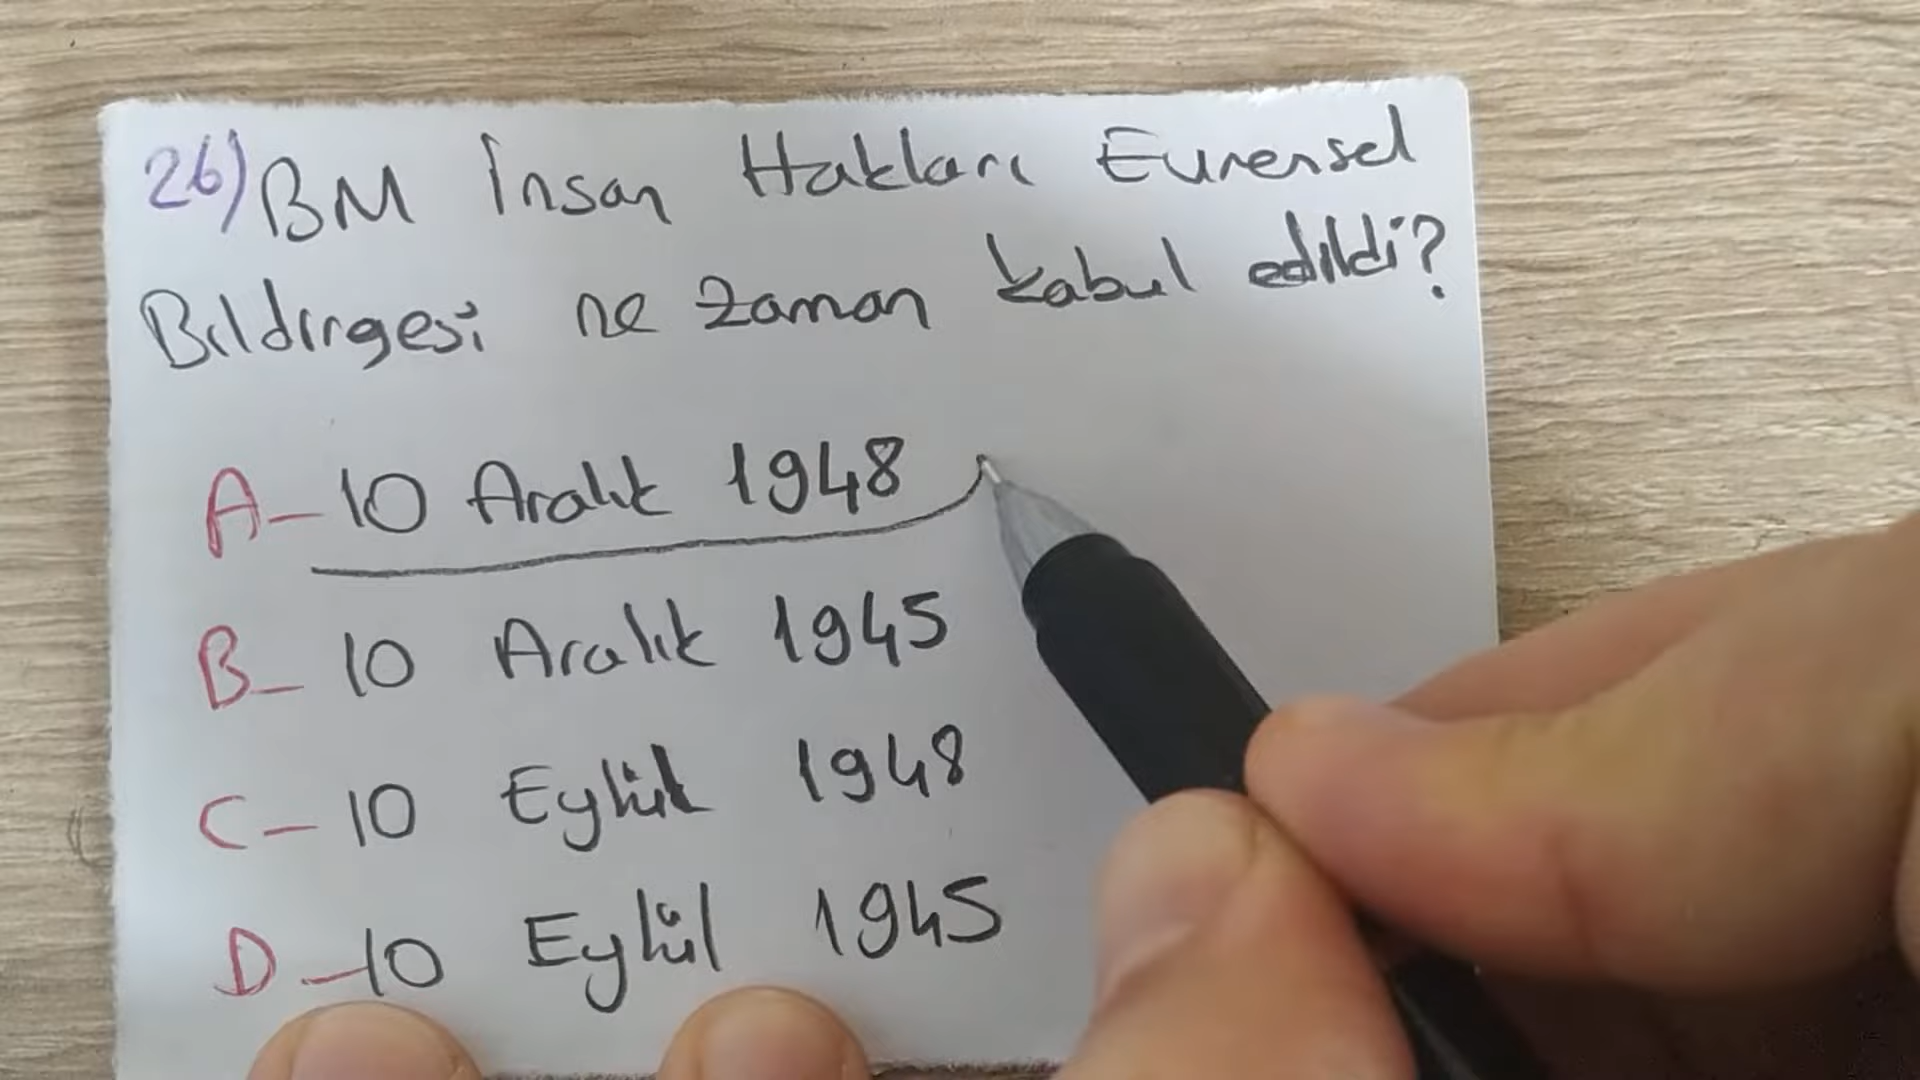 26) BM İnsan Hakları Evrensel
Bildirgesi ne zaman kabul edildi?
A- 10 Aralık 1948
B- 10 Aralık 1945
C- 10 Eylül 1948
D- 10 Eylül 1945